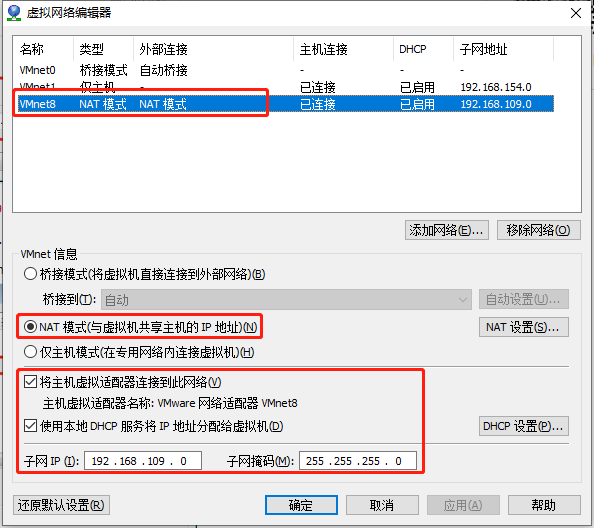 虚拟网络编辑器
名称 类型 外部连接 主机连接 DHCP 子网地址
VMnet0 桥接模式 自动桥接 - - -
VMnet1 仅主机... - 已连接 已启用 192.168.154.0
VMnet8 NAT 模式 NAT 模式 已连接 已启用 192.168.109.0
添加网络(E)... 移除网络(O)
VMnet 信息
桥接模式(将虚拟机直接连接到外部网络)(B)
桥接到(T): 自动 自动设置(U)...
NAT 模式(与虚拟机共享主机的 IP 地址)(N) NAT 设置(S)...
仅主机模式(在专用网络内连接虚拟机)(H)
将主机虚拟适配器连接到此网络(V)
主机虚拟适配器名称: VMware 网络适配器 VMnet8
使用本地 DHCP 服务将 IP 地址分配给虚拟机(D) DHCP 设置(P)...
子网 IP (I): 192 .168 .109 . 0 子网掩码(M): 255 .255 .255 . 0
还原默认设置(R) 确定 取消 应用(A) 帮助